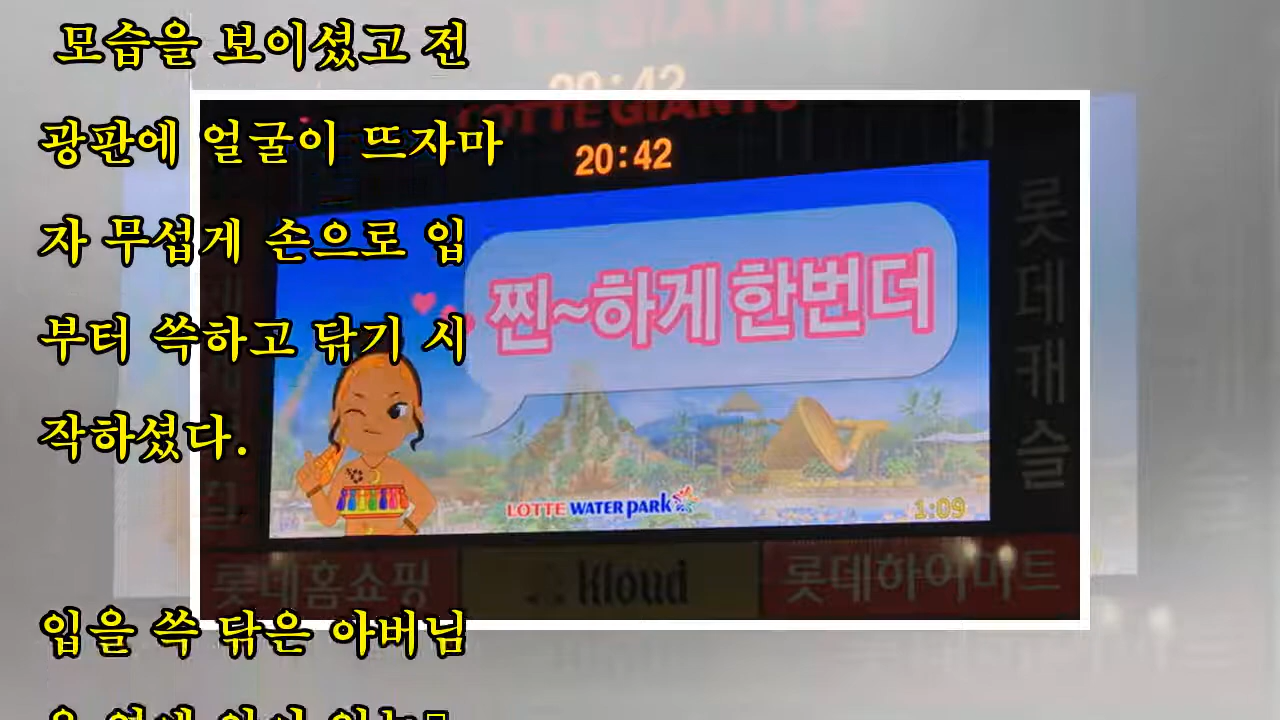 모습을 보이셨고 전
광판에 얼굴이 뜨자마
자 무섭게 손으로 입
부터 쓱하고 닦기 시
작하셨다.
입을 쓱 닦은 아버님
LOTTE GIANTS
20:42
찐~하게 한번더
LOTTE WATER PARK
1:09
롯데캐슬
롯데홈쇼핑
Kloud
롯데하이마트